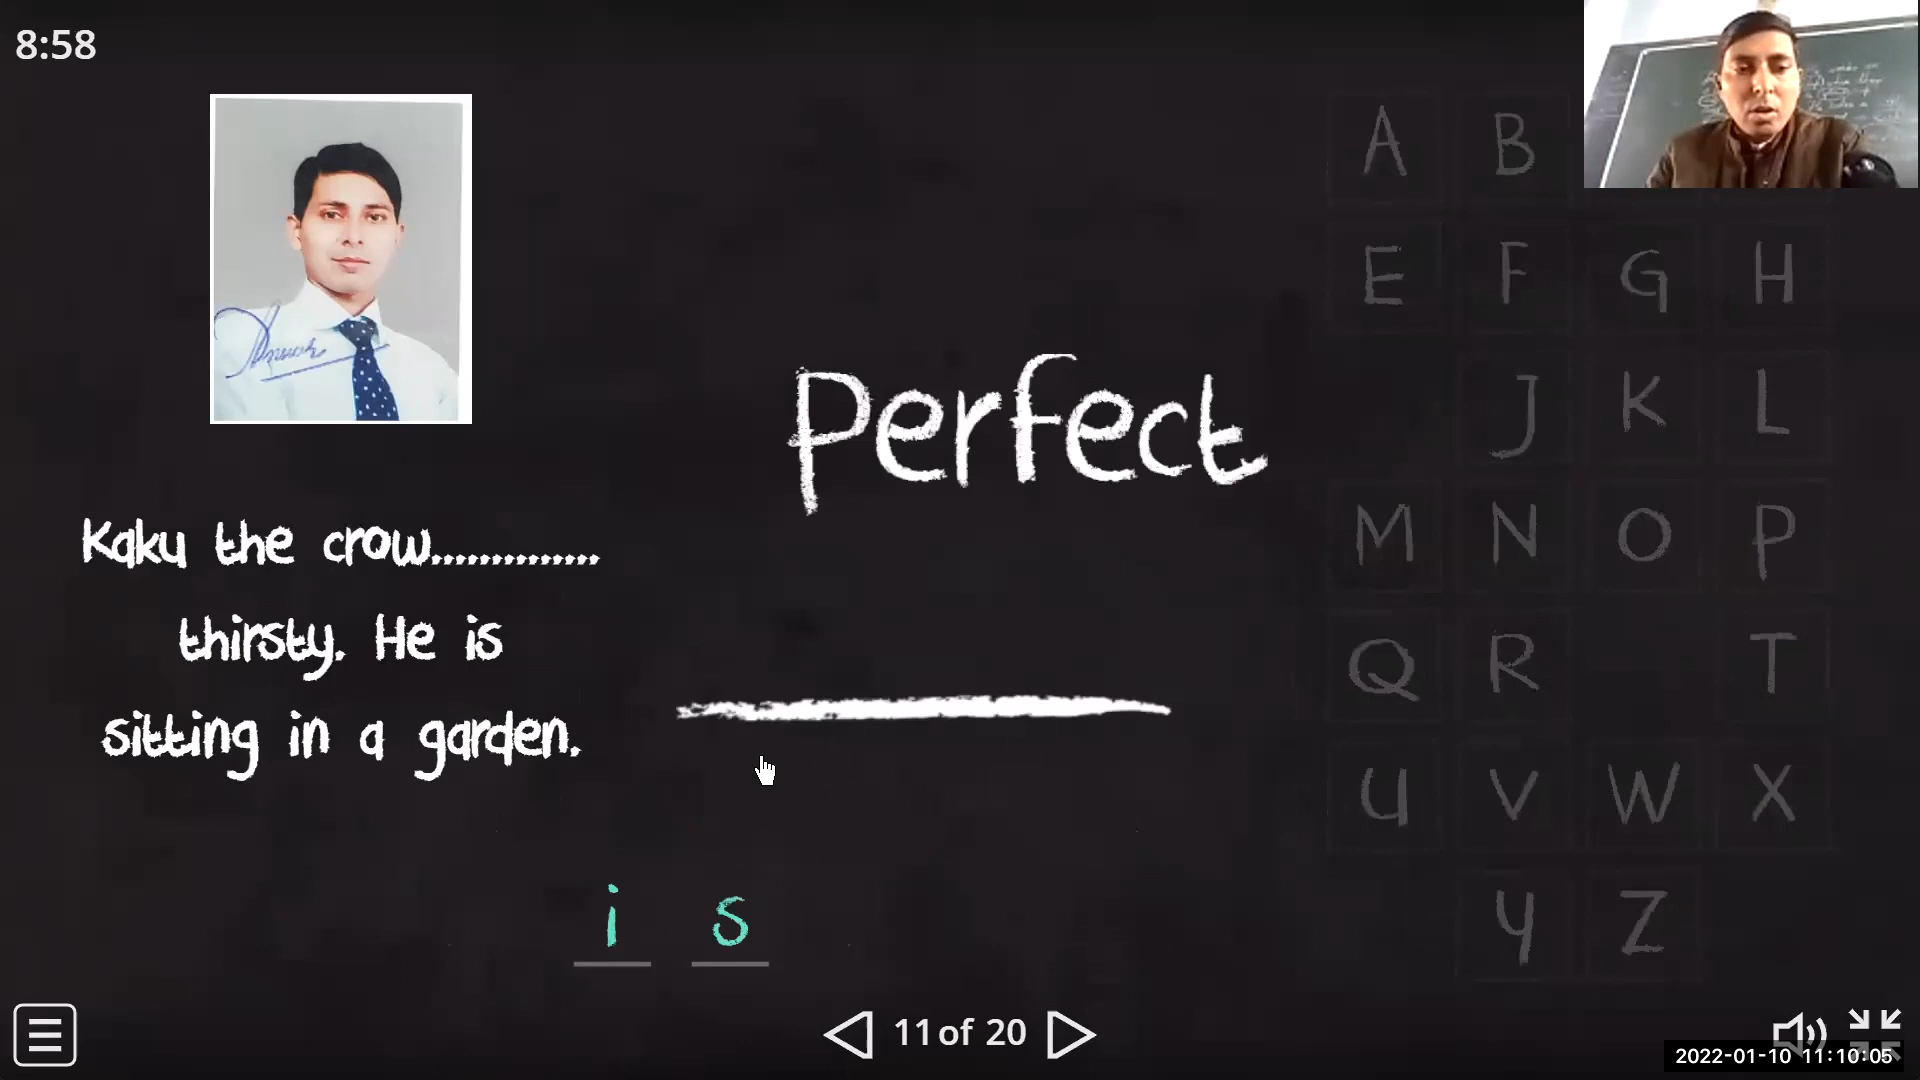 8:58
Perfect
Kaku the crow..............
thirsty. He is
sitting in a garden.
i s
A B
E F G H
J K L
M N O P
Q R T
U V W X
Y Z
11 of 20
2022-01-10 11:10:05